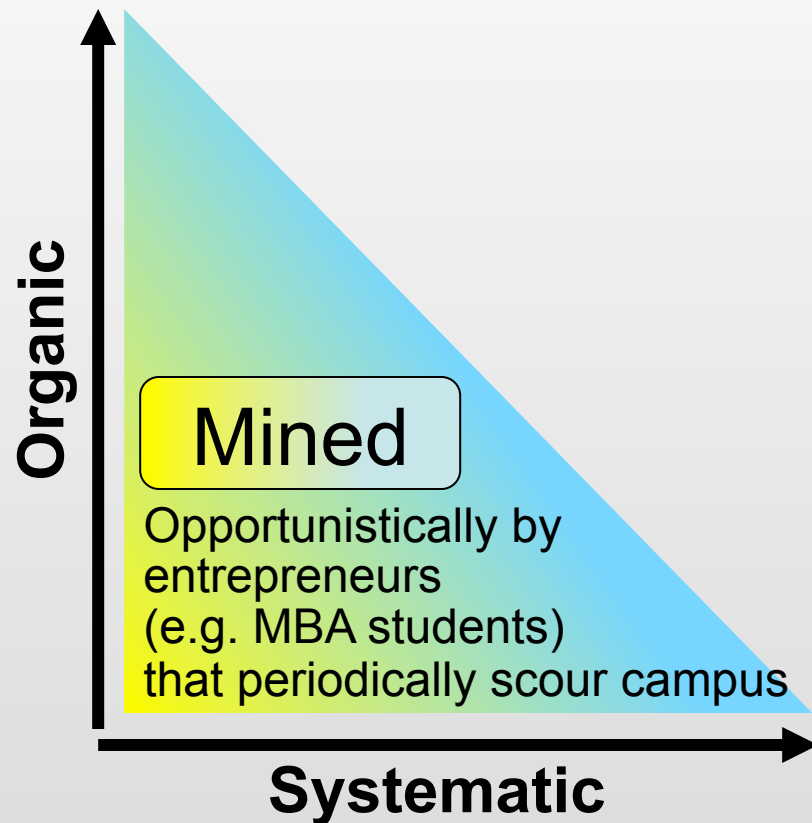 Organic
Mined
Opportunistically by
entrepreneurs
(e.g. MBA students)
that periodically scour campus
Systematic